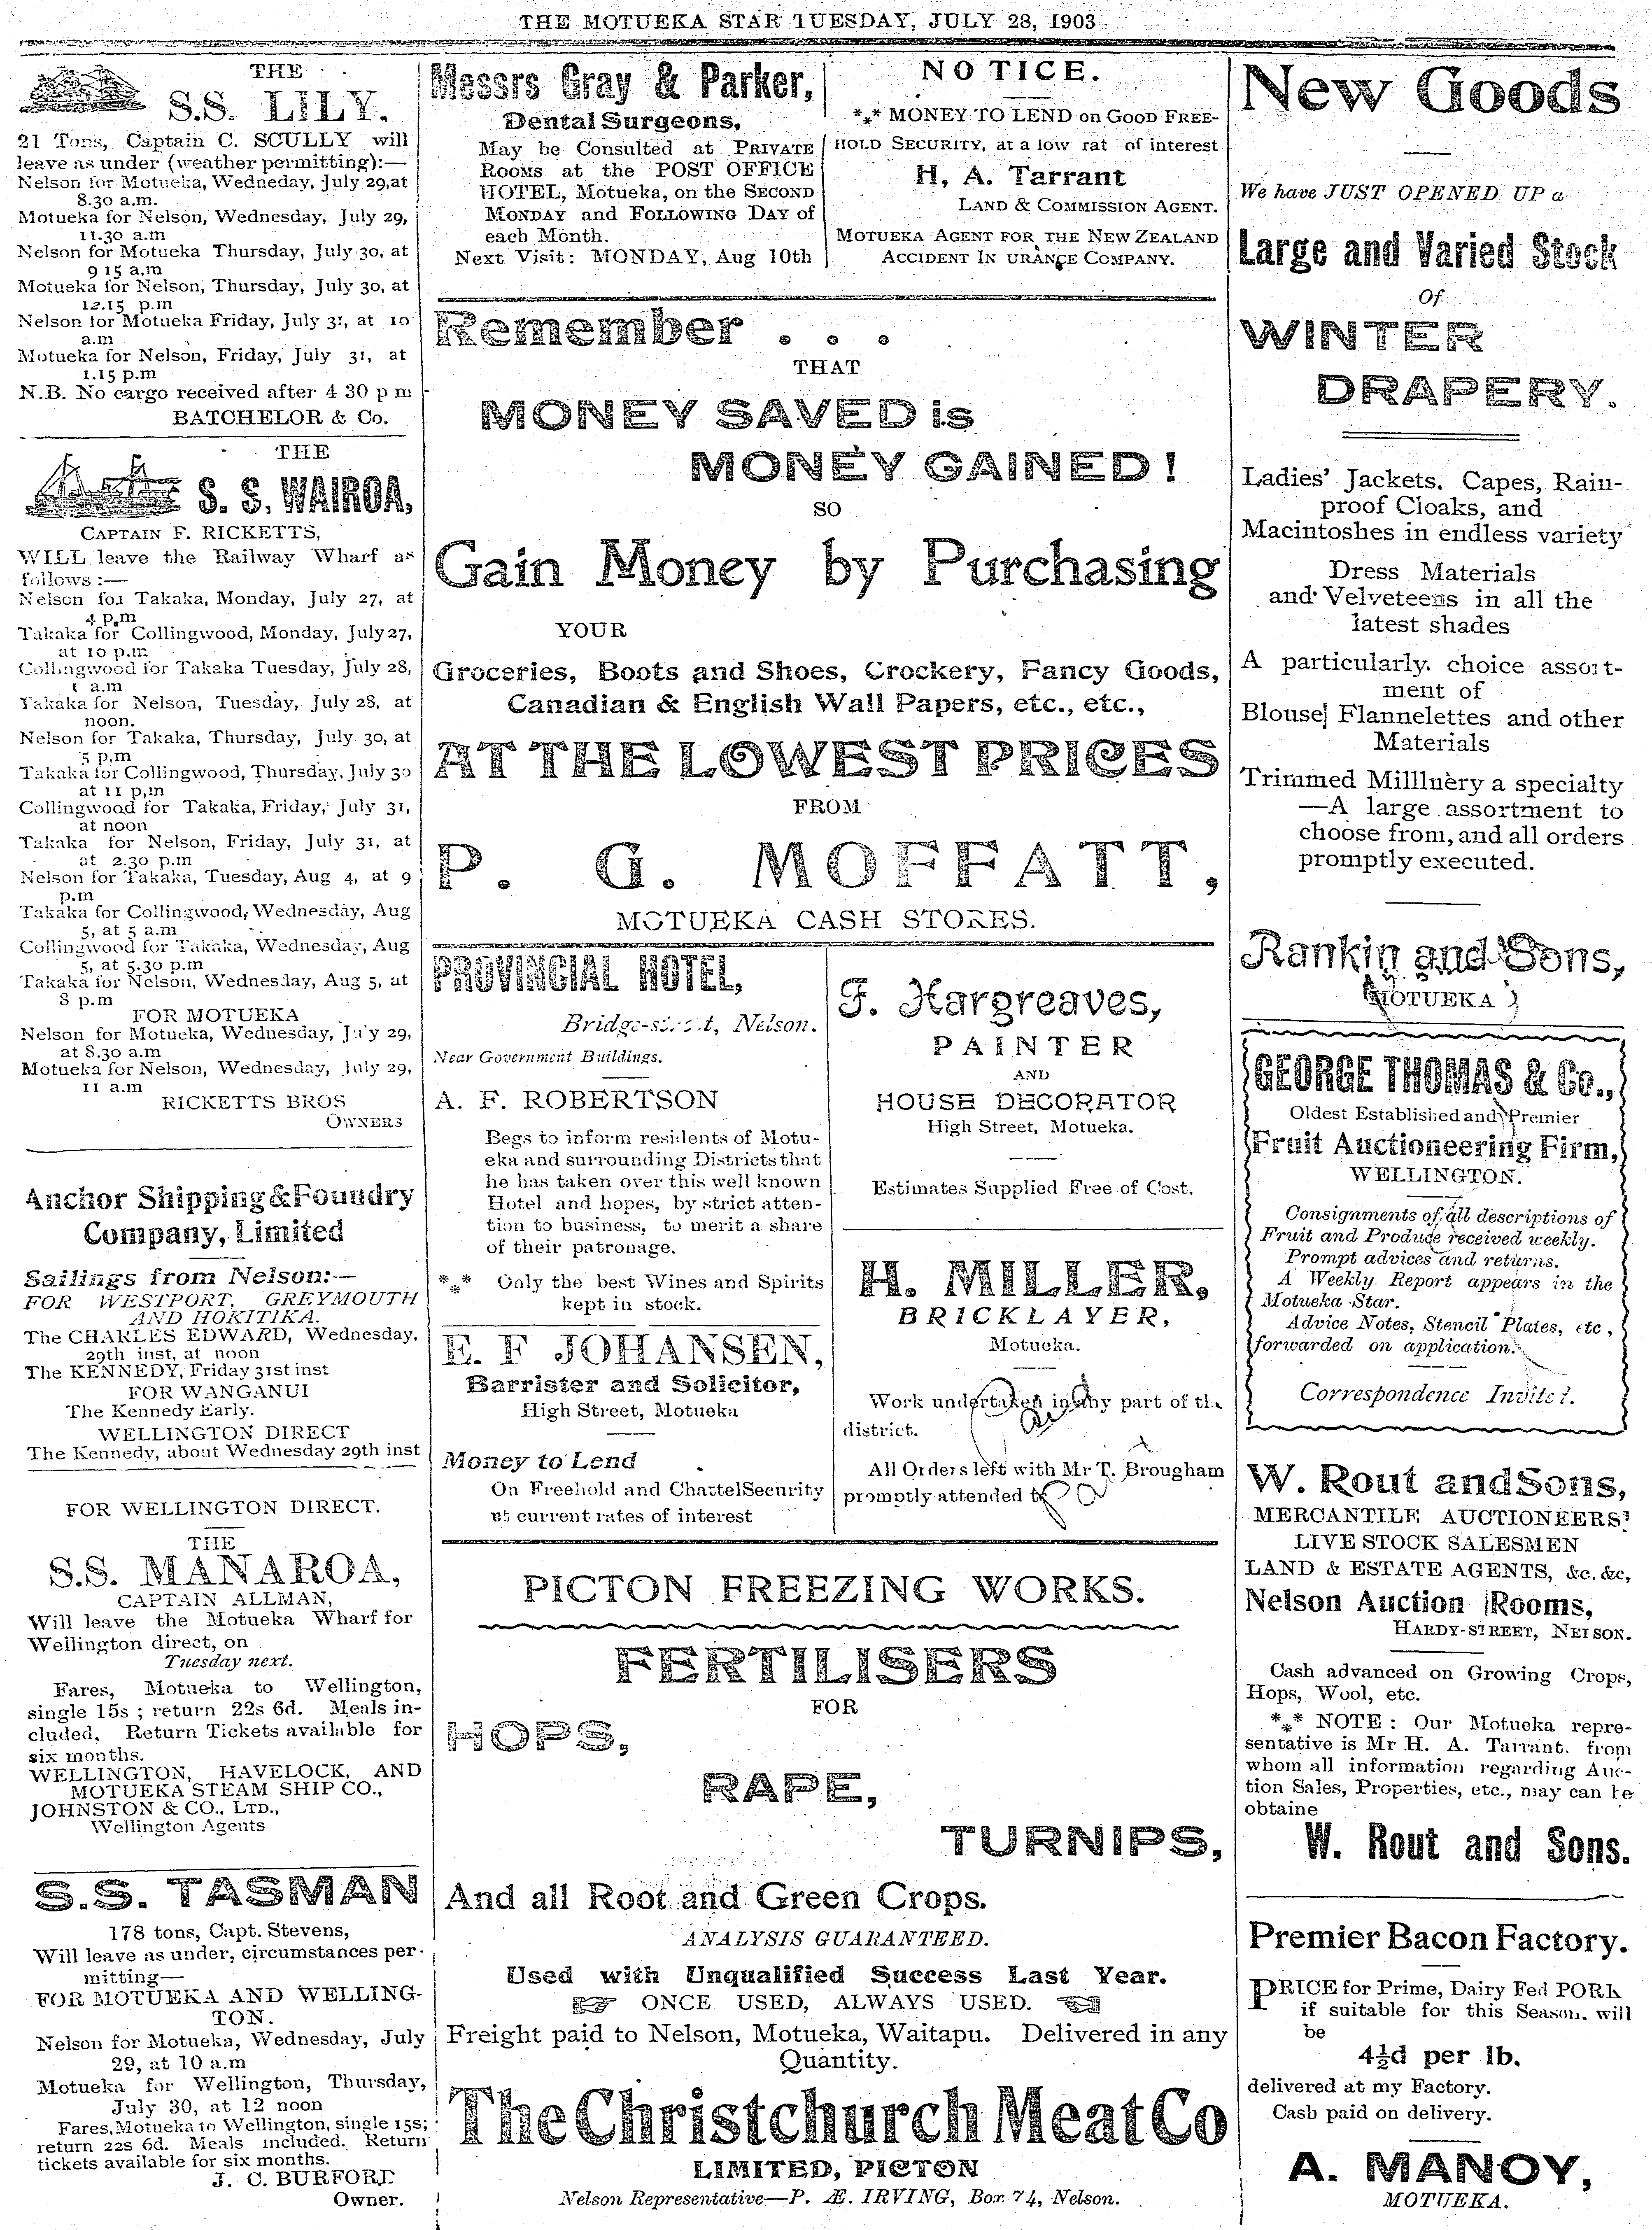 THE MOTUEKA STAR TUESDAY, JULY 28, 1903
THE
S.S. LILY.
21 Tons, Captain C. SCULLY will
leave as under (weather permitting):—
Nelson for Motueka, Wedneday, July 29, at
8.30 a.m.
Motueka for Nelson, Wednesday, July 29,
11.30 a.m
Nelson for Motueka Thursday, July 30, at
9 15 a.m
Motueka for Nelson, Thursday, July 30, at
12.15 p.m
Nelson for Motueka Friday, July 31, at 10
a.m
Motueka for Nelson, Friday, July 31, at
1.15 p.m
N.B. No cargo received after 4 30 p m
BATCHELOR & Co.
THE
S. S. WAIROA,
CAPTAIN F. RICKETTS,
WILL leave the Railway Wharf as
follows :—
Nelson for Takaka, Monday, July 27, at
4 p.m
Takaka for Collingwood, Monday, July 27,
at 10 p.m
Collingwood for Takaka Tuesday, July 28,
a.m
Takaka for Nelson, Tuesday, July 28, at
noon.
Nelson for Takaka, Thursday, July 30, at
5 p.m
Takaka for Collingwood, Thursday, July 30
at 11 p,m
Collingwood for Takaka, Friday, July 31,
at noon
Takaka for Nelson, Friday, July 31, at
at 2.30 p.m
Nelson for Takaka, Tuesday, Aug 4, at 9
p.m
Takaka for Collingwood, Wednesday, Aug
5, at 5 a.m
Collingwood for Takaka, Wednesday, Aug
5, at 5.30 p.m
Takaka for Nelson, Wednesday, Aug 5, at
8 p.m
FOR MOTUEKA
Nelson for Motueka, Wednesday, July 29,
at 8.30 a.m
Motueka for Nelson, Wednesday, July 29,
11 a.m
RICKETTS BROS
OWNERS
Anchor Shipping & Foundry
Company, Limited
Sailings from Nelson:—
FOR WESTPORT, GREYMOUTH
AND HOKITIKA.
The CHARLES EDWARD, Wednesday,
29th inst, at noon
The KENNEDY, Friday 31st inst
FOR WANGANUI
The Kennedy Early.
WELLINGTON DIRECT
The Kennedy, about Wednesday 29th inst
FOR WELLINGTON DIRECT.
THE
S.S. MANAROA,
CAPTAIN ALLMAN,
Will leave the Motueka Wharf for
Wellington direct, on
Tuesday next.
Fares, Motueka to Wellington,
single 15s ; return 22s 6d. Meals in-
cluded. Return Tickets available for
six months.
WELLINGTON, HAVELOCK, AND
MOTUEKA STEAM SHIP CO.,
JOHNSTON & CO., LTD.,
Wellington Agents
S.S. TASMAN
178 tons, Capt. Stevens,
Will leave as under, circumstances per-
mitting—
FOR MOTUEKA AND WELLING-
TON.
Nelson for Motueka, Wednesday, July
29, at 10 a.m
Motueka for Wellington, Thursday,
July 30, at 12 noon
Fares, Motueka to Wellington, single 15s;
return 22s 6d. Meals included. Return
tickets available for six months.
J. C. BURFORD
Owner.
Messrs Gray & Parker,
Dental Surgeons,
May be Consulted at PRIVATE
ROOMS at the POST OFFICE
HOTEL, Motueka, on the SECOND
MONDAY and FOLLOWING DAY of
each Month.
Next Visit: MONDAY, Aug 10th
NOTICE.
*** MONEY TO LEND on GOOD FREE-
HOLD SECURITY, at a low rat of interest
H, A. Tarrant
LAND & COMMISSION AGENT.
MOTUEKA AGENT FOR THE NEW ZEALAND
ACCIDENT IN URANCE COMPANY.
Remember . . .
THAT
MONEY SAVED is
MONEY GAINED !
SO
Gain Money by Purchasing
YOUR
Groceries, Boots and Shoes, Crockery, Fancy Goods,
Canadian & English Wall Papers, etc., etc.,
AT THE LOWEST PRICES
FROM
P. G. MOFFATT,
MOTUEKA CASH STORES.
PROVINCIAL HOTEL,
Bridge-street, Nelson.
Near Government Buildings.
A. F. ROBERTSON
Begs to inform residents of Motu-
eka and surrounding Districts that
he has taken over this well known
Hotel and hopes, by strict atten-
tion to business, to merit a share
of their patronage.
*** Only the best Wines and Spirits
kept in stock.
E. F JOHANSEN,
Barrister and Solicitor,
High Street, Motueka
Money to Lend
On Freehold and Chattel Security
at current rates of interest
F. Hargreaves,
PAINTER
AND
HOUSE DECORATOR
High Street, Motueka.
Estimates Supplied Free of Cost.
H. MILLER,
BRICKLAYER,
Motueka.
Work undertaken in any part of the
district.
All Orders left with Mr T. Brougham
promptly attended to
PICTON FREEZING WORKS.
FERTILISERS
FOR
HOPS,
RAPE,
TURNIPS,
And all Root and Green Crops.
ANALYSIS GUARANTEED.
Used with Unqualified Success Last Year.
ONCE USED, ALWAYS USED.
Freight paid to Nelson, Motueka, Waitapu. Delivered in any
Quantity.
The Christchurch Meat Co
LIMITED, PICTON
Nelson Representative—P. Æ. IRVING, Box 74, Nelson.
New Goods
We have JUST OPENED UP a
Large and Varied Stock
Of
WINTER
DRAPERY.
Ladies' Jackets, Capes, Rain-
proof Cloaks, and
Macintoshes in endless variety
Dress Materials
and Velveteens in all the
latest shades
A particularly choice assort-
ment of
Blouse Flannelettes and other
Materials
Trimmed Milllnery a specialty
—A large assortment to
choose from, and all orders
promptly executed.
Rankin and Sons,
MOTUEKA
GEORGE THOMAS & Co.,
Oldest Established and Premier
Fruit Auctioneering Firm,
WELLINGTON.
Consignments of all descriptions of
Fruit and Produce received weekly.
Prompt advices and returns.
A Weekly Report appears in the
Motueka Star.
Advice Notes, Stencil Plates, etc,
forwarded on application.
Correspondence Invited.
W. Rout and Sons,
MERCANTILE AUCTIONEERS'
LIVE STOCK SALESMEN
LAND & ESTATE AGENTS, &c. &c,
Nelson Auction Rooms,
HARDY-STREET, NELSON.
Cash advanced on Growing Crops,
Hops, Wool, etc.
*** NOTE : Our Motueka repre-
sentative is Mr H. A. Tarrant, from
whom all information regarding Auc-
tion Sales, Properties, etc., may can be
obtaine
W. Rout and Sons.
Premier Bacon Factory.
PRICE for Prime, Dairy Fed PORK
if suitable for this Season, will
be
4½d per lb.
delivered at my Factory.
Cash paid on delivery.
A. MANOY,
MOTUEKA.